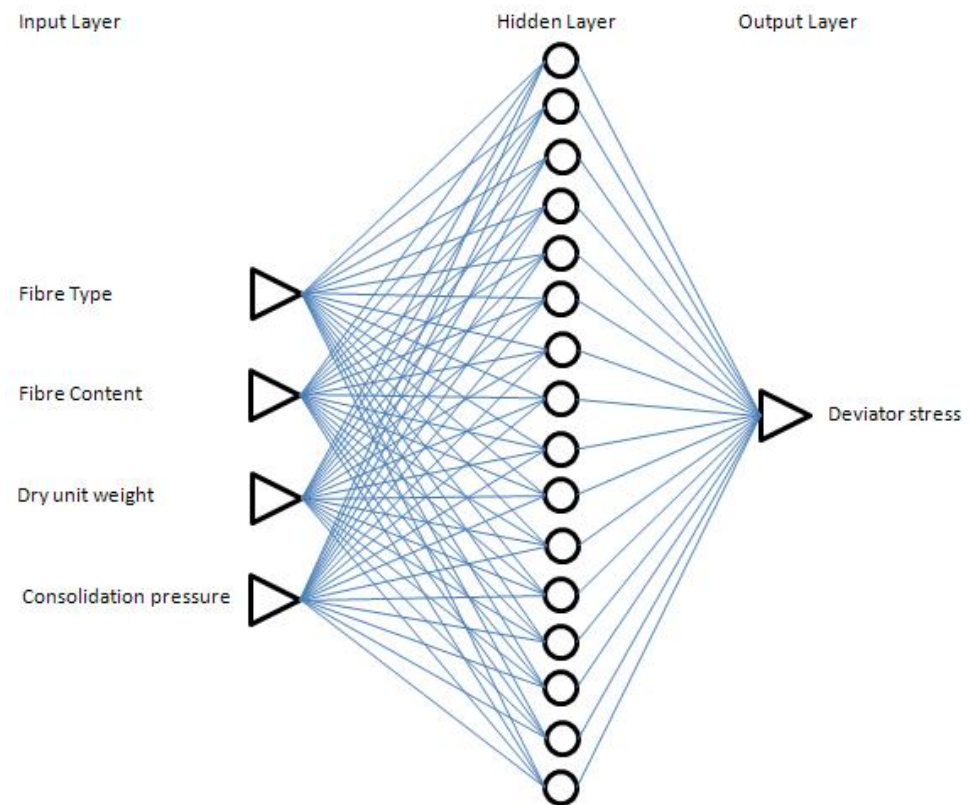 Input Layer
Hidden Layer
Output Layer
Fibre Type
Fibre Content
Deviator stress
Dry unit weight
Consolidation pressure